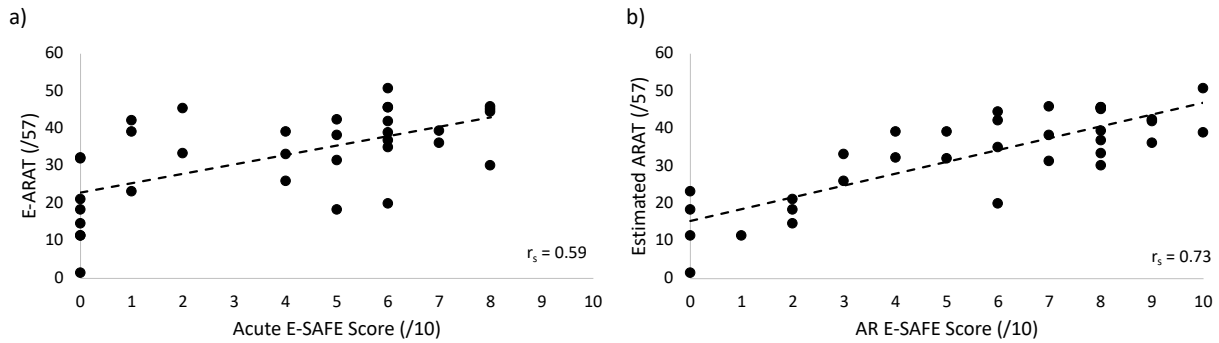 a)
60
50
40
30
20
10
0
E-ARAT (/57)
r_s = 0.59
0 1 2 3 4 5 6 7 8 9 10
Acute E-SAFE Score (/10)
b)
60
50
40
30
20
10
0
Estimated ARAT (/57)
r_s = 0.73
0 1 2 3 4 5 6 7 8 9 10
AR E-SAFE Score (/10)